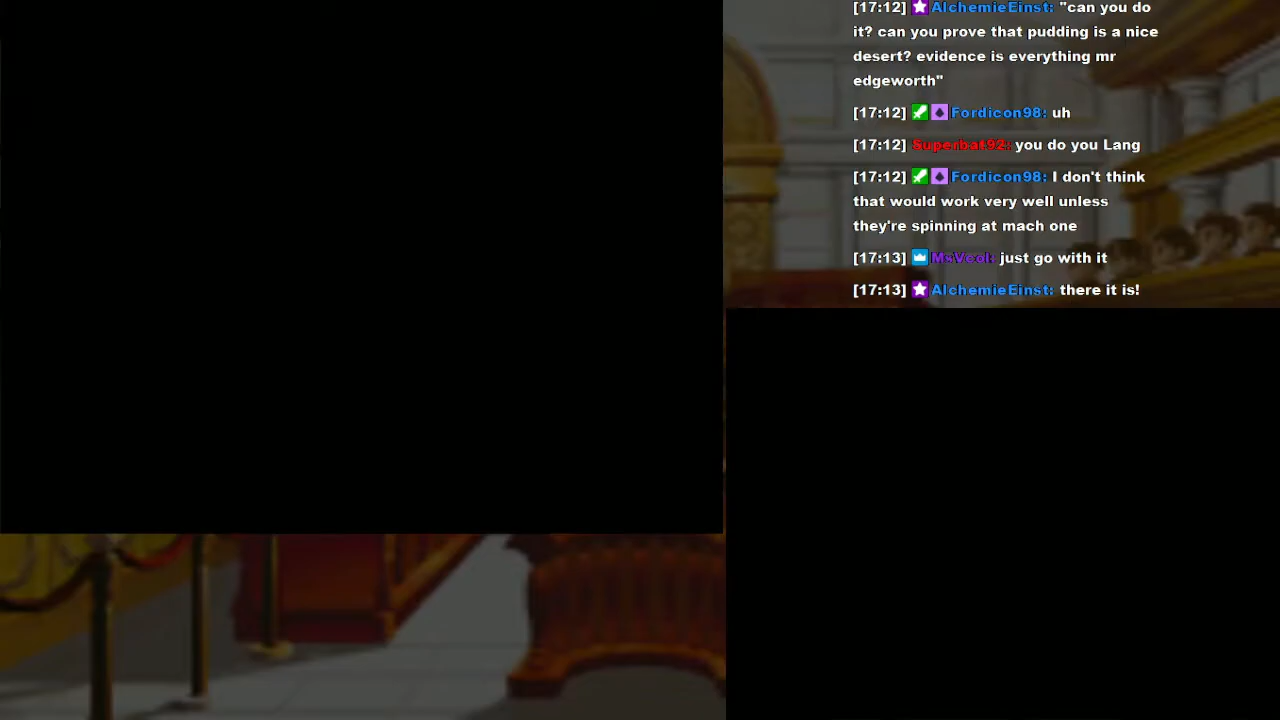 [17:12] AlchemieEinst: "can you do
it? can you prove that pudding is a nice
desert? evidence is everything mr
edgeworth"
[17:12] Fordicon98: uh
[17:12] Superbat92: you do you Lang
[17:12] Fordicon98: I don't think
that would work very well unless
they're spinning at mach one
[17:13] MsVeol: just go with it
[17:13] AlchemieEinst: there it is!